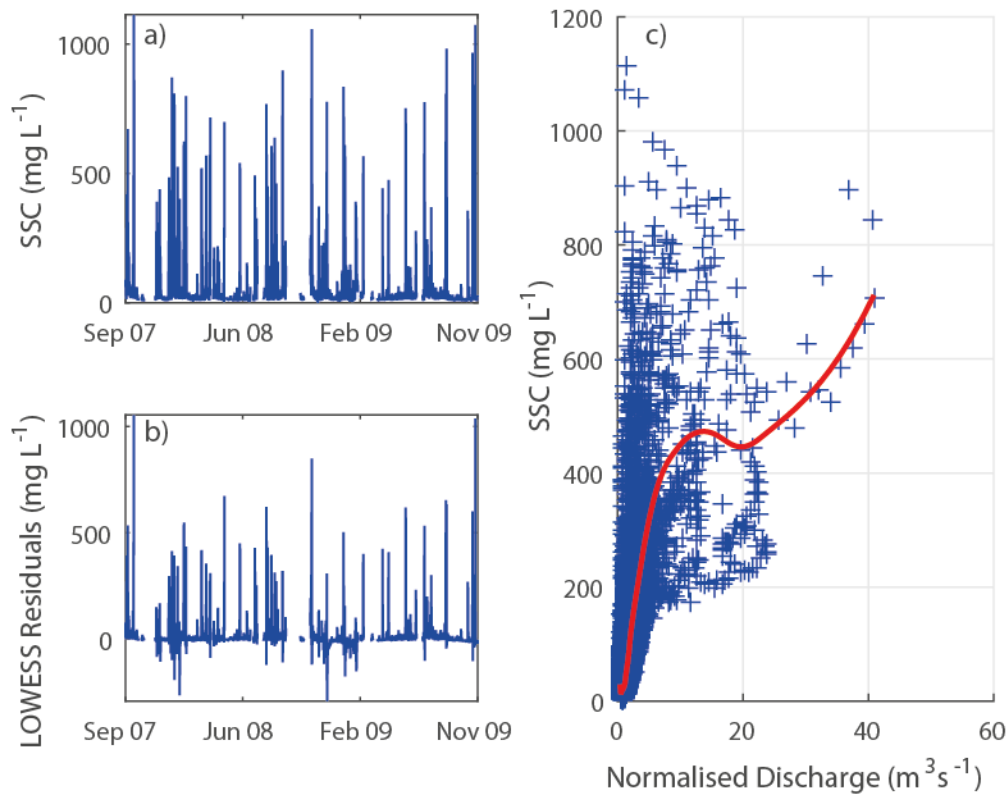 a)
1000
500
0
SSC (mg L⁻¹)
Sep 07 Jun 08 Feb 09 Nov 09
b)
1000
500
0
LOWESS Residuals (mg L⁻¹)
Sep 07 Jun 08 Feb 09 Nov 09
c)
1200
1000
800
600
400
200
0
SSC (mg L⁻¹)
0 20 40 60
Normalised Discharge (m³s⁻¹)